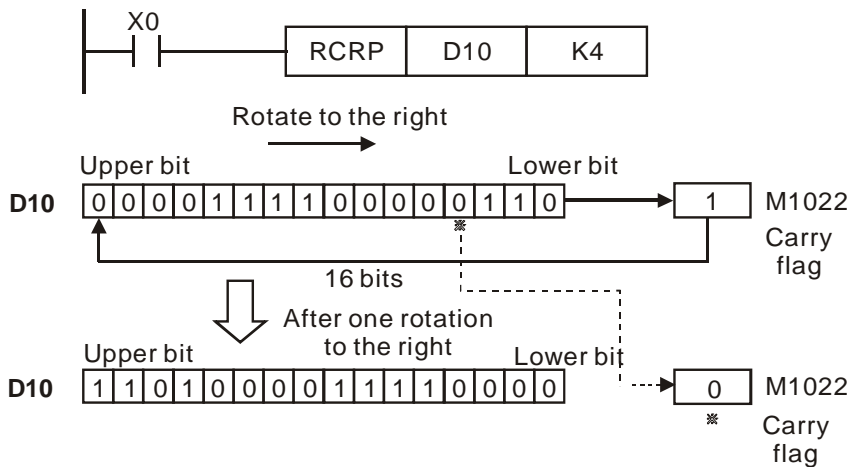 X0
RCRP D10 K4
Rotate to the right
Upper bit Lower bit
D10 0 0 0 0 1 1 1 1 0 0 0 0 0 1 1 0 1 M1022
※
Carry
flag
16 bits
After one rotation
to the right
Upper bit Lower bit
D10 1 1 0 1 0 0 0 0 1 1 1 1 0 0 0 0 0 M1022
※ Carry
flag